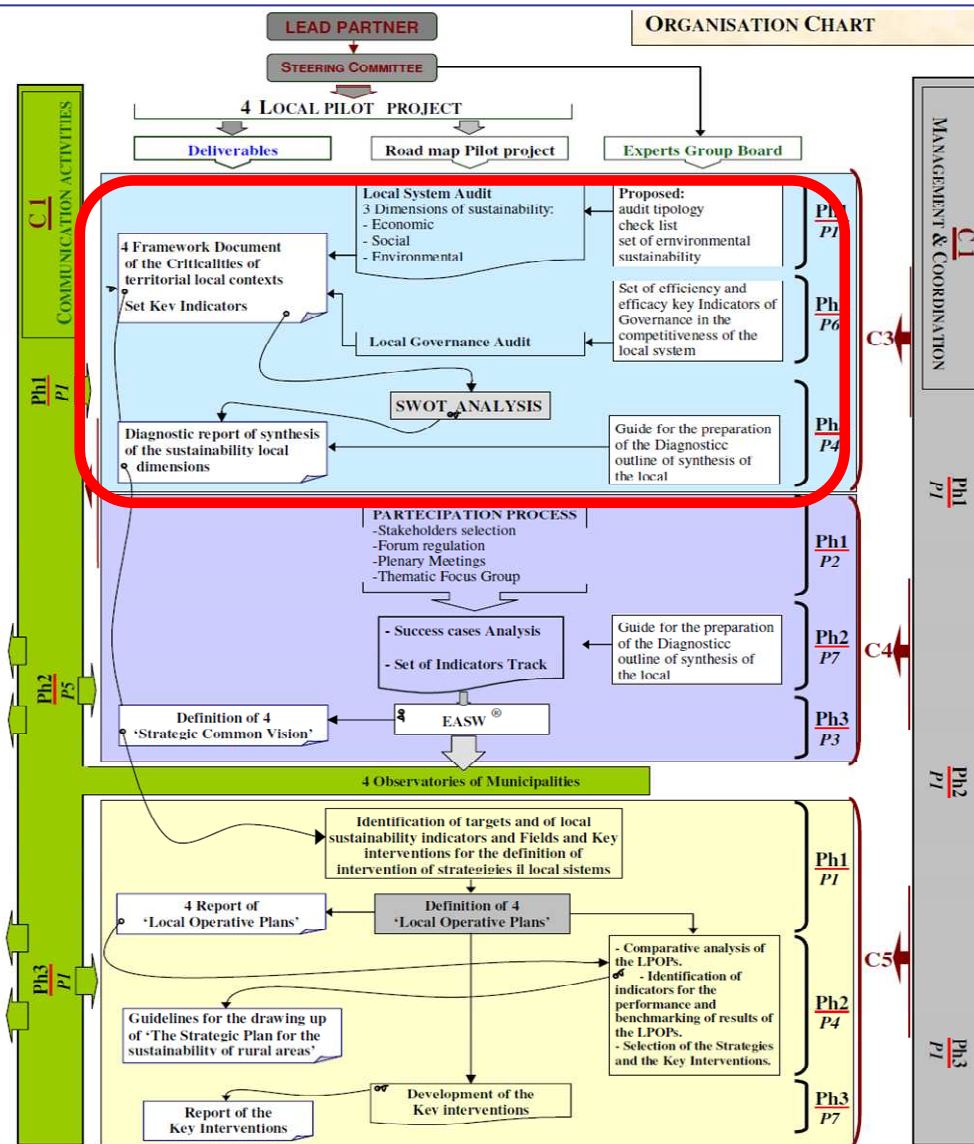 ORGANISATION CHART
LEAD PARTNER
STEERING COMMITTEE
4 LOCAL PILOT PROJECT
Deliverables
Road map Pilot project
Experts Group Board
C 1
COMMUNICATION ACTIVITIES
Ph1
P1
Ph2
P5
Ph3
P1
Local System Audit
3 Dimensions of sustainability:
- Economic
- Social
- Environmental
Proposed:
audit tipology
check list
set of ernvironmental
sustainability
Ph1
P1
4 Framework Document
of the Criticalities of
territorial local contexts
Set Key Indicators
Local Governance Audit
Set of efficiency and
efficacy key Indicators of
Governance in the
competitiveness of the
local system
Ph
P6
SWOT ANALYSIS
Diagnostic report of synthesis
of the sustainability local
dimensions
Guide for the preparation
of the Diagnosticc
outline of synthesis of
the local
Ph
P4
C3
PARTECIPATION PROCESS
-Stakeholders selection
-Forum regulation
-Plenary Meetings
-Thematic Focus Group
Ph1
P2
- Success cases Analysis
- Set of Indicators Track
Guide for the preparation
of the Diagnosticc
outline of synthesis of
the local
Ph2
P7
C4
Definition of 4
‘Strategic Common Vision’
EASW ®
Ph3
P3
4 Observatories of Municipalities
Identification of targets and of local
sustainability indicators and Fields and Key
interventions for the definition of
intervention of strategigies il local sistems
Ph1
P1
4 Report of
‘Local Operative Plans’
Definition of 4
‘Local Operative Plans’
- Comparative analysis of
the LPOPs.
- Identification of
indicators for the
performance and
benchmarking of results of
the LPOPs.
- Selection of the Strategies
and the Key Interventions.
Ph2
P4
C5
Guidelines for the drawing up
of ‘The Strategic Plan for the
sustainability of rural areas’
Development of the
Key interventions
Report of the
Key Interventions
Ph3
P7
C 1
MANAGEMENT & COORDINATION
Ph1
P1
Ph2
P1
Ph3
P1